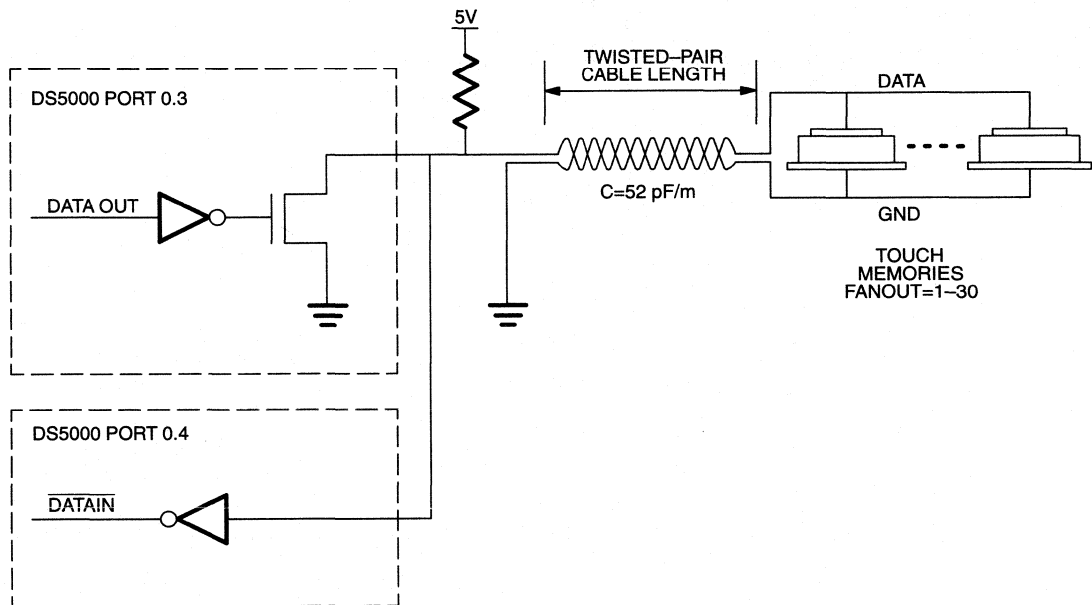 5V
TWISTED–PAIR
CABLE LENGTH
DS5000 PORT 0.3
DATA
DATA OUT
C=52 pF/m
GND
TOUCH
MEMORIES
FANOUT=1–30
DS5000 PORT 0.4
DATAIN